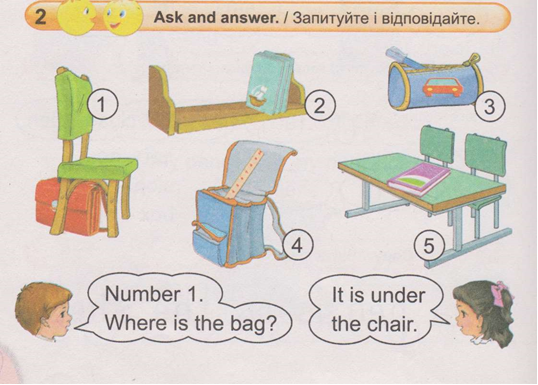 2 Ask and answer. / Запитуйте і відповідайте.
1
2
3
4
5
Number 1.
Where is the bag?
It is under
the chair.